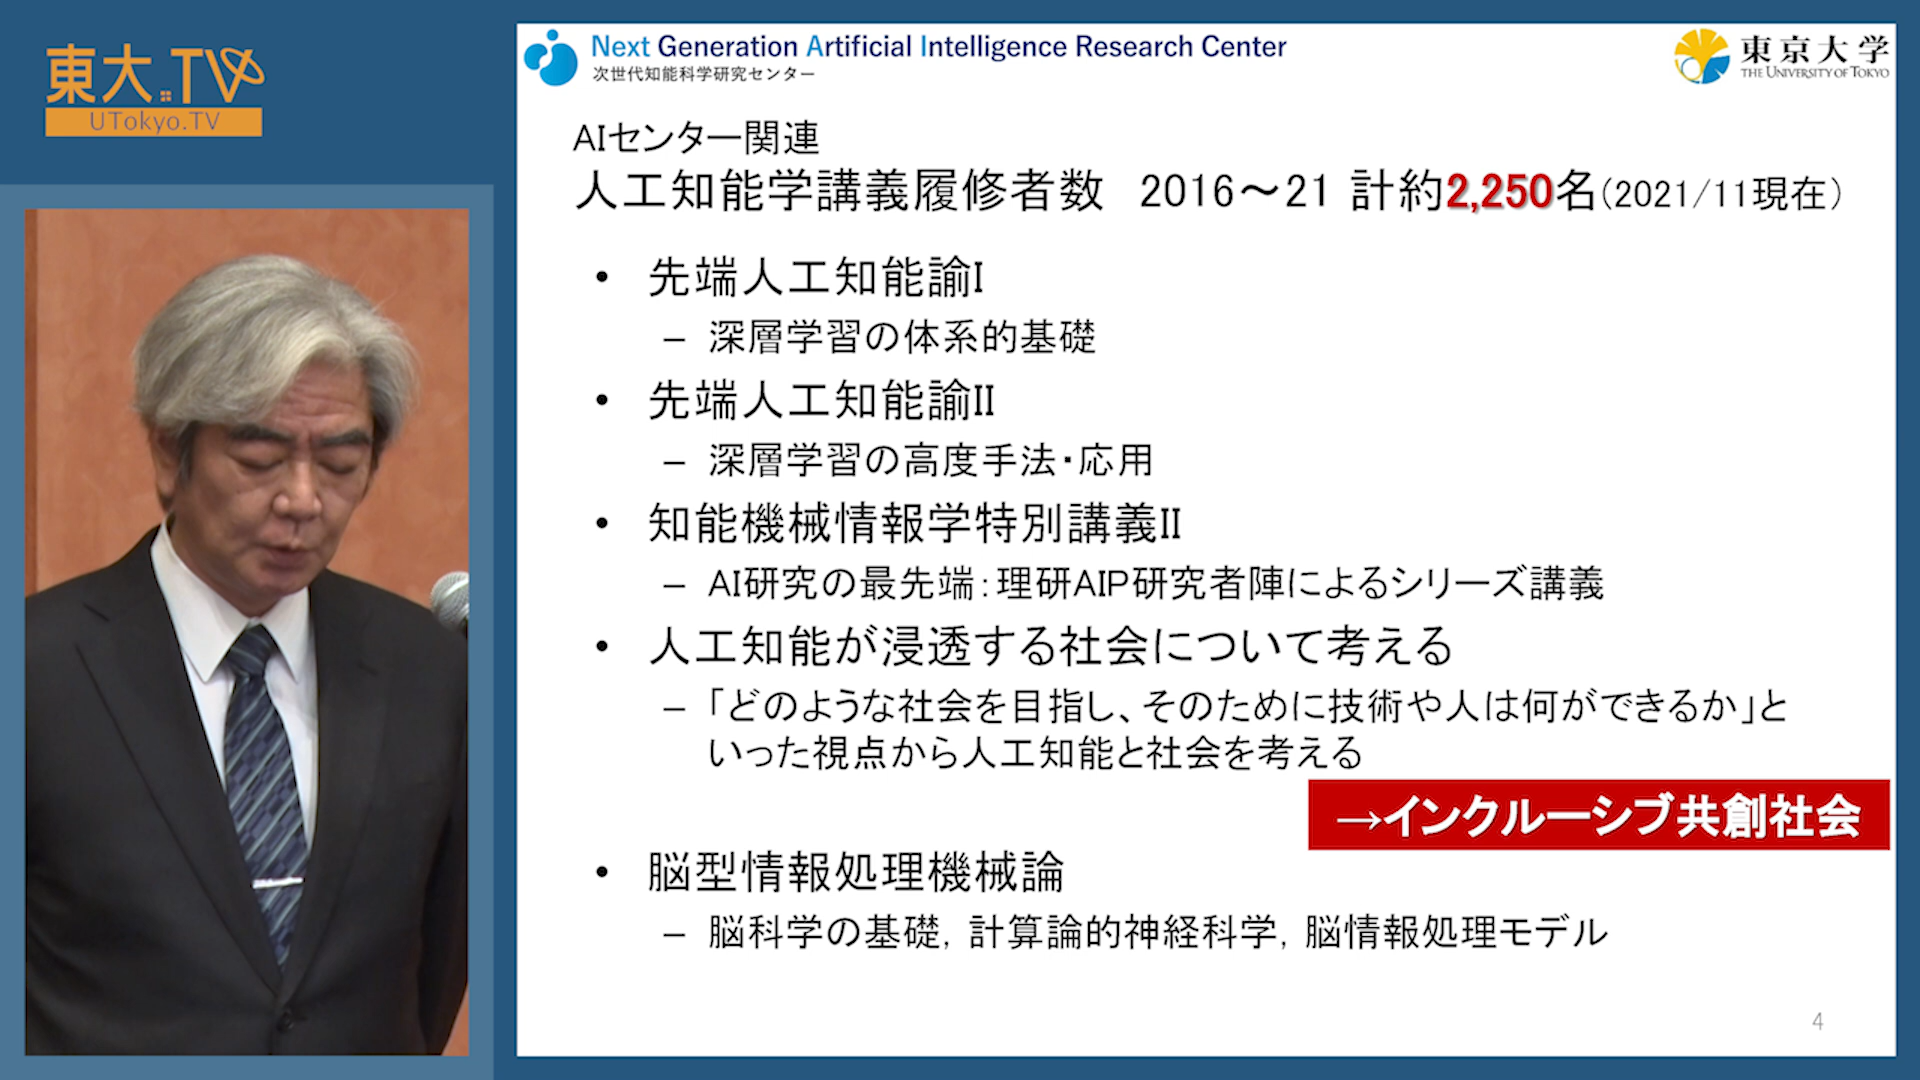 東大.TV
UTokyo.TV
Next Generation Artificial Intelligence Research Center
次世代知能科学研究センター
東京大学
THE UNIVERSITY OF TOKYO
AIセンター関連
人工知能学講義履修者数 2016～21 計約2,250名(2021/11現在)
• 先端人工知能諭I
– 深層学習の体系的基礎
• 先端人工知能諭II
– 深層学習の高度手法・応用
• 知能機械情報学特別講義II
– AI研究の最先端：理研AIP研究者陣によるシリーズ講義
• 人工知能が浸透する社会について考える
– 「どのような社会を目指し、そのために技術や人は何ができるか」と
いった視点から人工知能と社会を考える
→インクルーシブ共創社会
• 脳型情報処理機械論
– 脳科学の基礎, 計算論的神経科学, 脳情報処理モデル
4